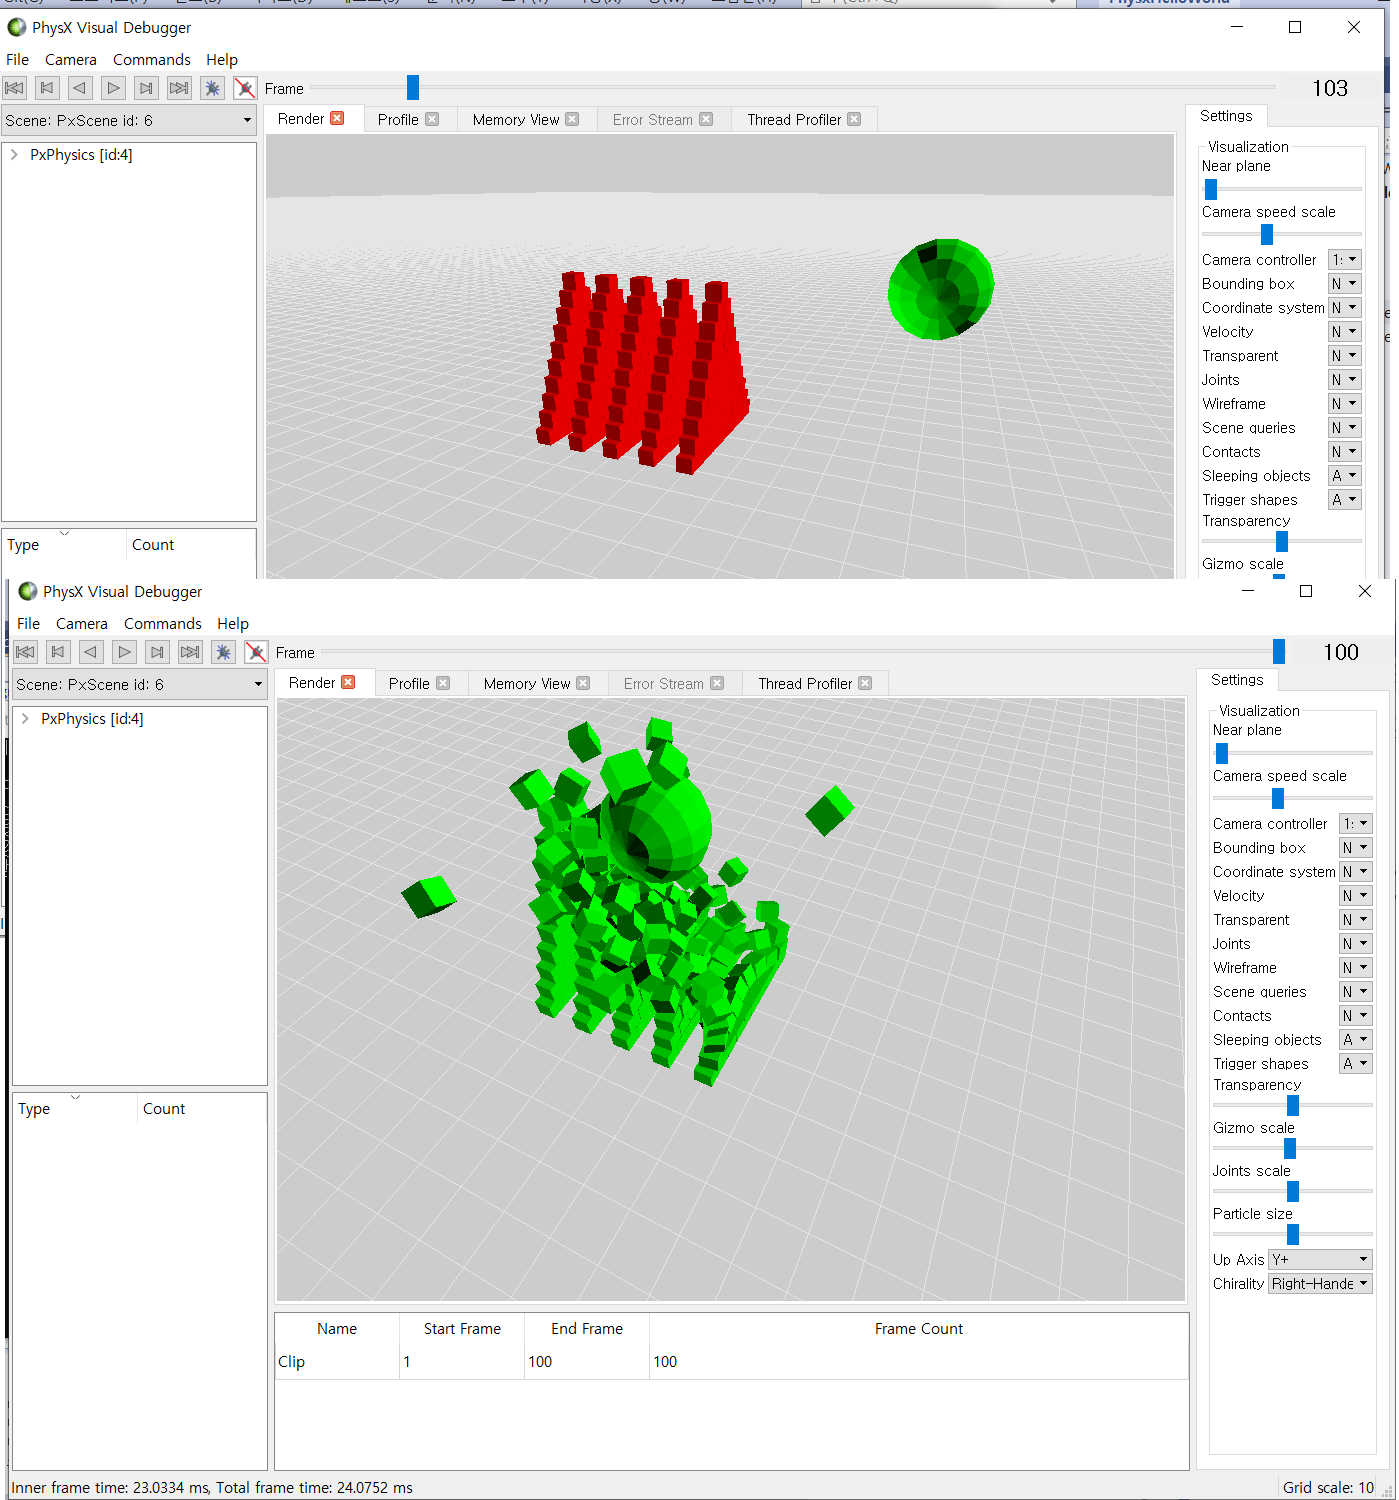 PhysX Visual Debugger
File Camera Commands Help
Frame 103
Scene: PxScene id: 6
Render Profile Memory View Error Stream Thread Profiler
Settings
PxPhysics [id:4]
Visualization
Near plane
Camera speed scale
Camera controller 1:
Bounding box N
Coordinate system N
Velocity N
Transparent N
Joints N
Wireframe N
Scene queries N
Contacts N
Sleeping objects A
Trigger shapes A
Transparency
Gizmo scale
Type Count
PhysX Visual Debugger
File Camera Commands Help
Frame 100
Scene: PxScene id: 6
Render Profile Memory View Error Stream Thread Profiler
Settings
PxPhysics [id:4]
Visualization
Near plane
Camera speed scale
Camera controller 1:
Bounding box N
Coordinate system N
Velocity N
Transparent N
Joints N
Wireframe N
Scene queries N
Contacts N
Sleeping objects A
Trigger shapes A
Transparency
Gizmo scale
Joints scale
Particle size
Up Axis Y+
Chirality Right-Hande
Type Count
Name Start Frame End Frame Frame Count
Clip 1 100 100
Inner frame time: 23.0334 ms, Total frame time: 24.0752 ms
Grid scale: 10